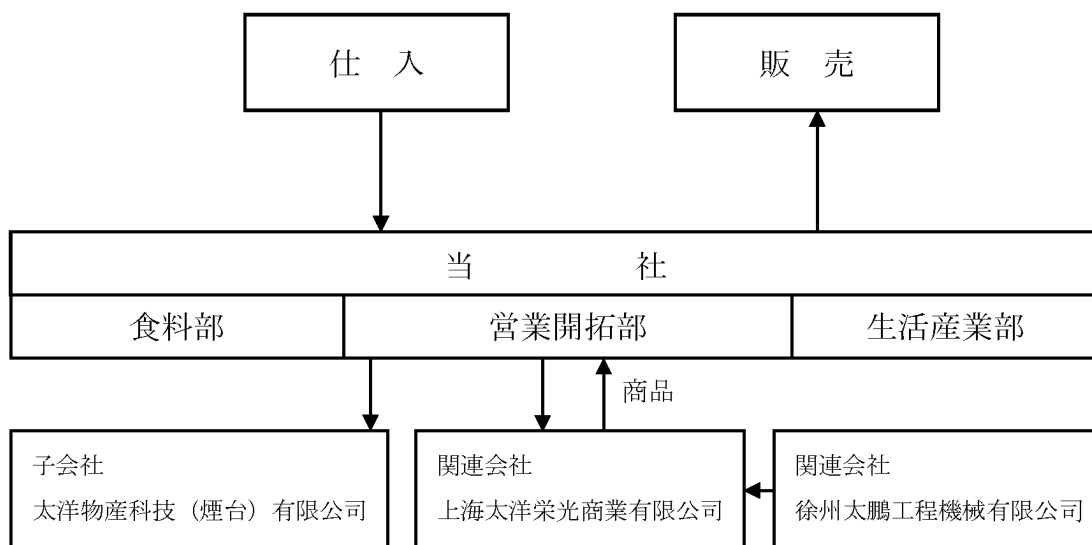 仕　入
販　売
当　社
食料部
営業開拓部
生活産業部
商品
子会社
太洋物産科技（煙台）有限公司
関連会社
上海太洋栄光商業有限公司
関連会社
徐州太鵬工程機械有限公司